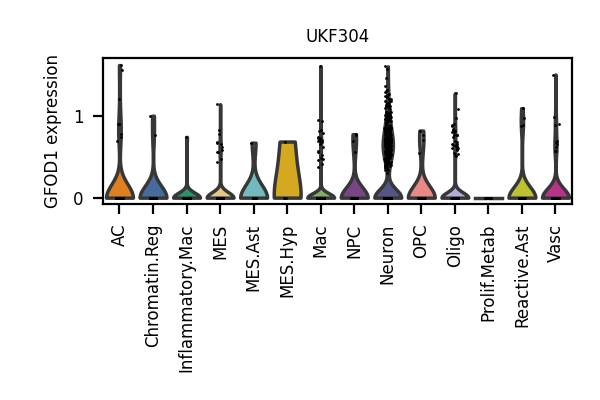 UKF304
GFOD1 expression
1
0
AC
Chromatin.Reg
Inflammatory.Mac
MES
MES.Ast
MES.Hyp
Mac
NPC
Neuron
OPC
Oligo
Prolif.Metab
Reactive.Ast
Vasc